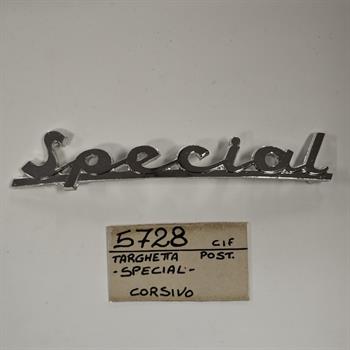 Special
5728 CIF
TARGHETTA POST.
-SPECIAL-
CORSIVO